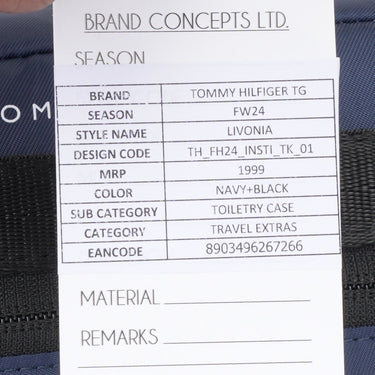 BRAND CONCEPTS LTD.
SEASON
OM
BRAND TOMMY HILFIGER TG
SEASON FW24
STYLE NAME LIVONIA
DESIGN CODE TH_FH24_INSTI_TK_01
MRP 1999
COLOR NAVY+BLACK
SUB CATEGORY TOILETRY CASE
CATEGORY TRAVEL EXTRAS
EANCODE 8903496267266
MATERIAL
REMARKS